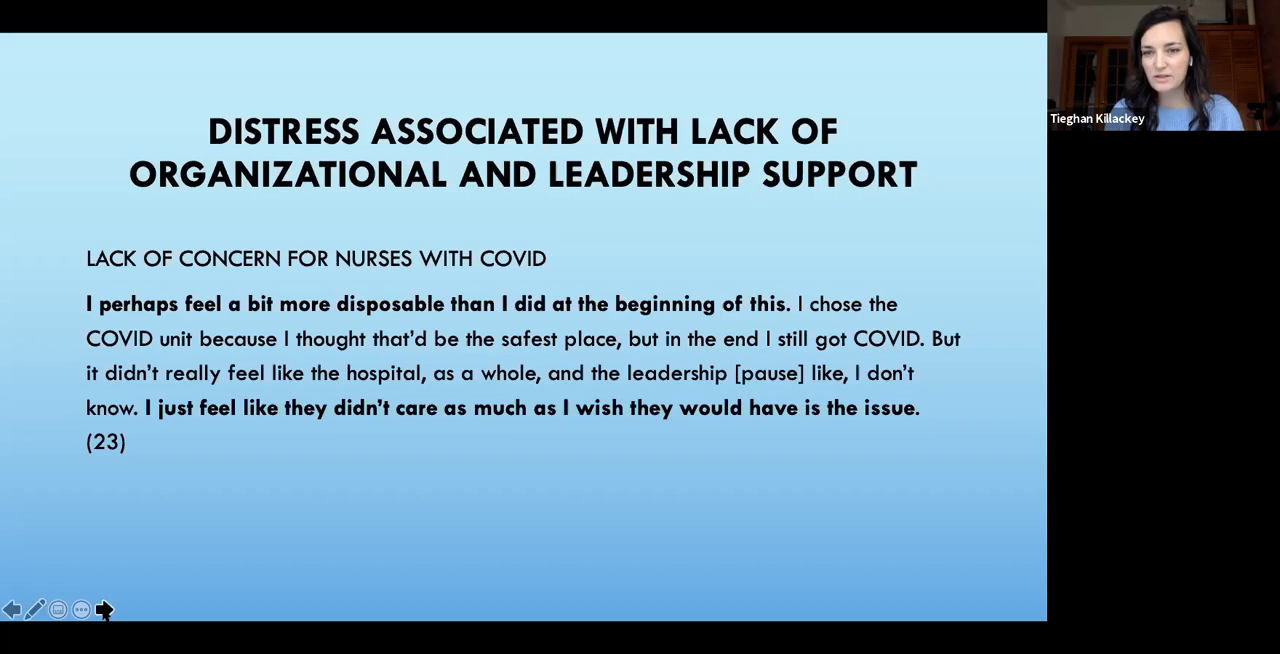 DISTRESS ASSOCIATED WITH LACK OF
ORGANIZATIONAL AND LEADERSHIP SUPPORT
LACK OF CONCERN FOR NURSES WITH COVID
I perhaps feel a bit more disposable than I did at the beginning of this. I chose the
COVID unit because I thought that’d be the safest place, but in the end I still got COVID. But
it didn’t really feel like the hospital, as a whole, and the leadership [pause] like, I don’t
know. I just feel like they didn’t care as much as I wish they would have is the issue.
(23)
Tieghan Killackey